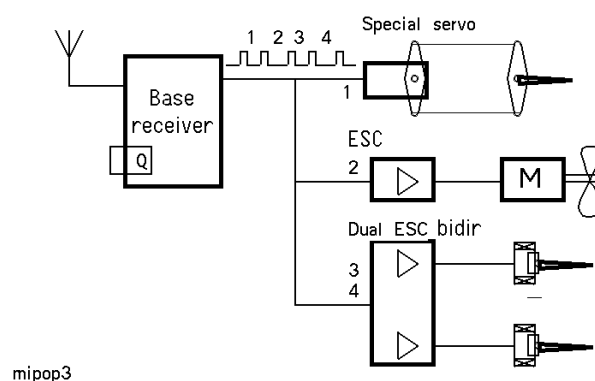 Special servo
1 2 3 4
1
Base
receiver
Q
ESC
2
M
Dual ESC bidir
3
4
mipop3